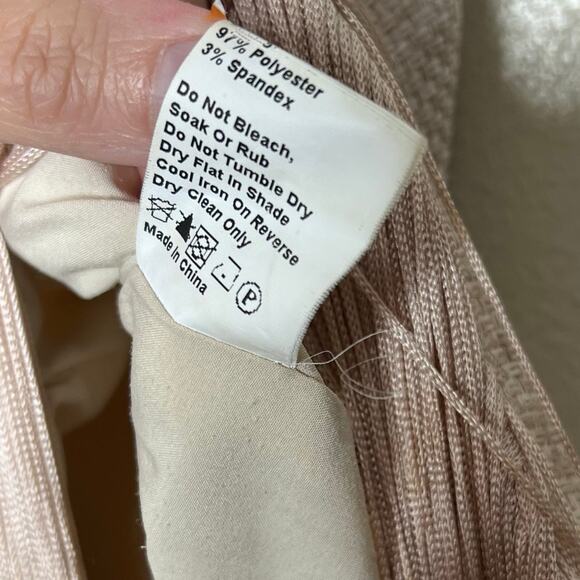 97% Polyester
3% Spandex
Do Not Bleach,
Soak Or Rub
Do Not Tumble Dry
Dry Flat In Shade
Cool Iron On Reverse
Dry Clean Only
P
Made in China